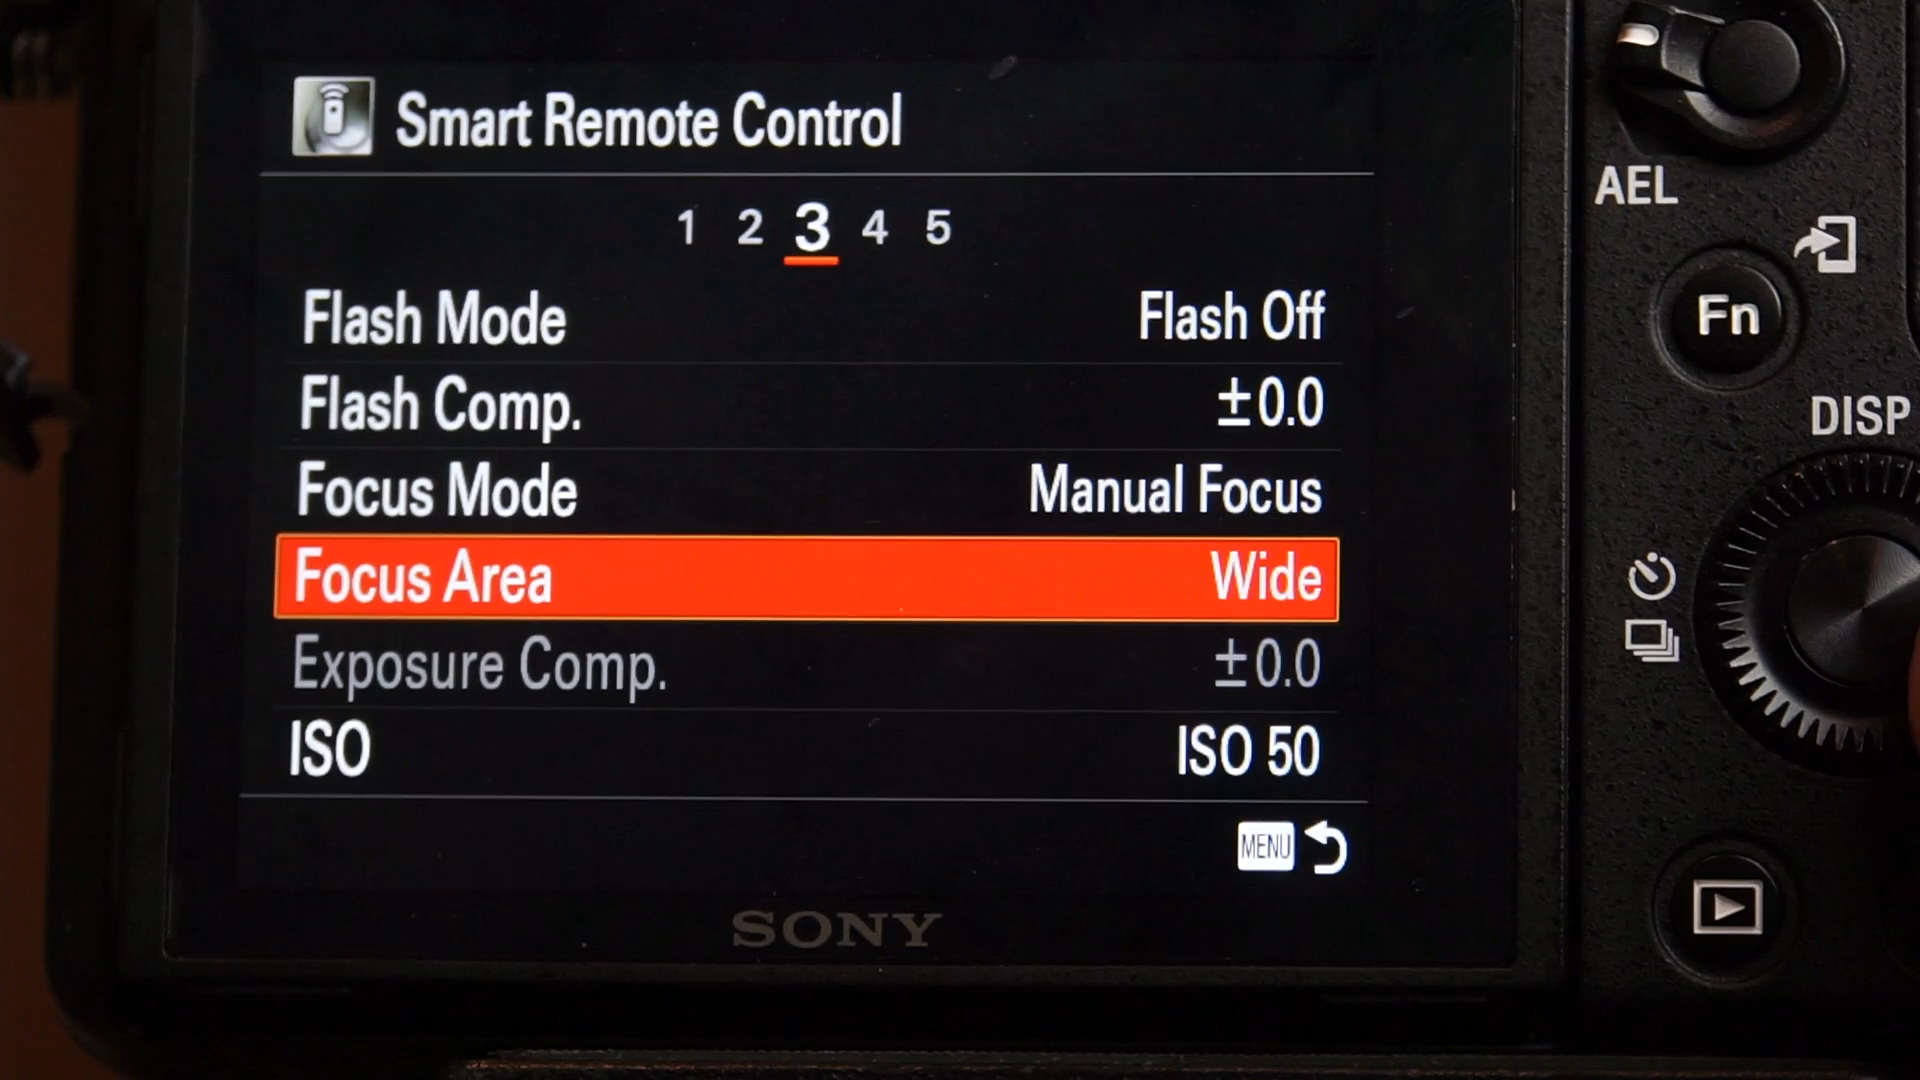 Smart Remote Control
1 2 3 4 5
Flash Mode Flash Off
Flash Comp. ±0.0
Focus Mode Manual Focus
Focus Area Wide
Exposure Comp. ±0.0
ISO ISO 50
MENU
SONY
AEL
Fn
DISP